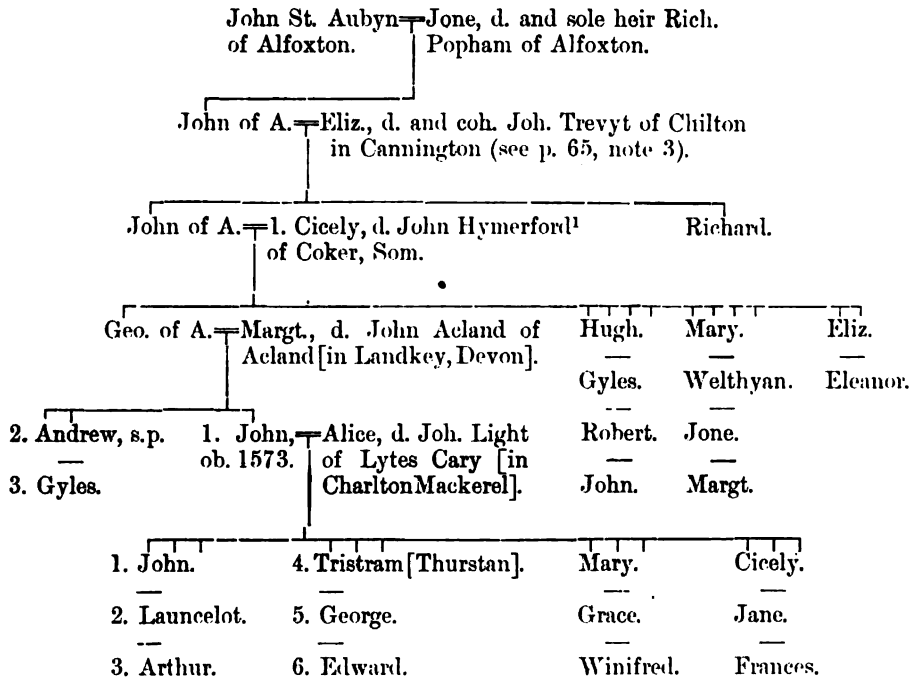 John St. Aubyn Jone, d. and sole heir Rich.
of Alfoxton. Popham of Alfoxton.
John of A. Eliz., d. and coh. Joh. Trevyt of Chilton
in Cannington (see p. 65, note 3).
John of A. 1. Cicely, d. John Hymerford¹ Richard.
of Coker, Som.
Geo. of A. Margt., d. John Acland of Hugh. Mary. Eliz.
Acland [in Landkey, Devon].
Gyles. Welthyan. Eleanor.
2. Andrew, s.p. 1. John, Alice, d. Joh. Light Robert. Jone.
ob. 1573. of Lytes Cary [in
3. Gyles. Charlton Mackerel]. John. Margt.
1. John. 4. Tristram [Thurstan]. Mary. Cicely.
2. Launcelot. 5. George. Grace. Jane.
3. Arthur. 6. Edward. Winifred. Frances.